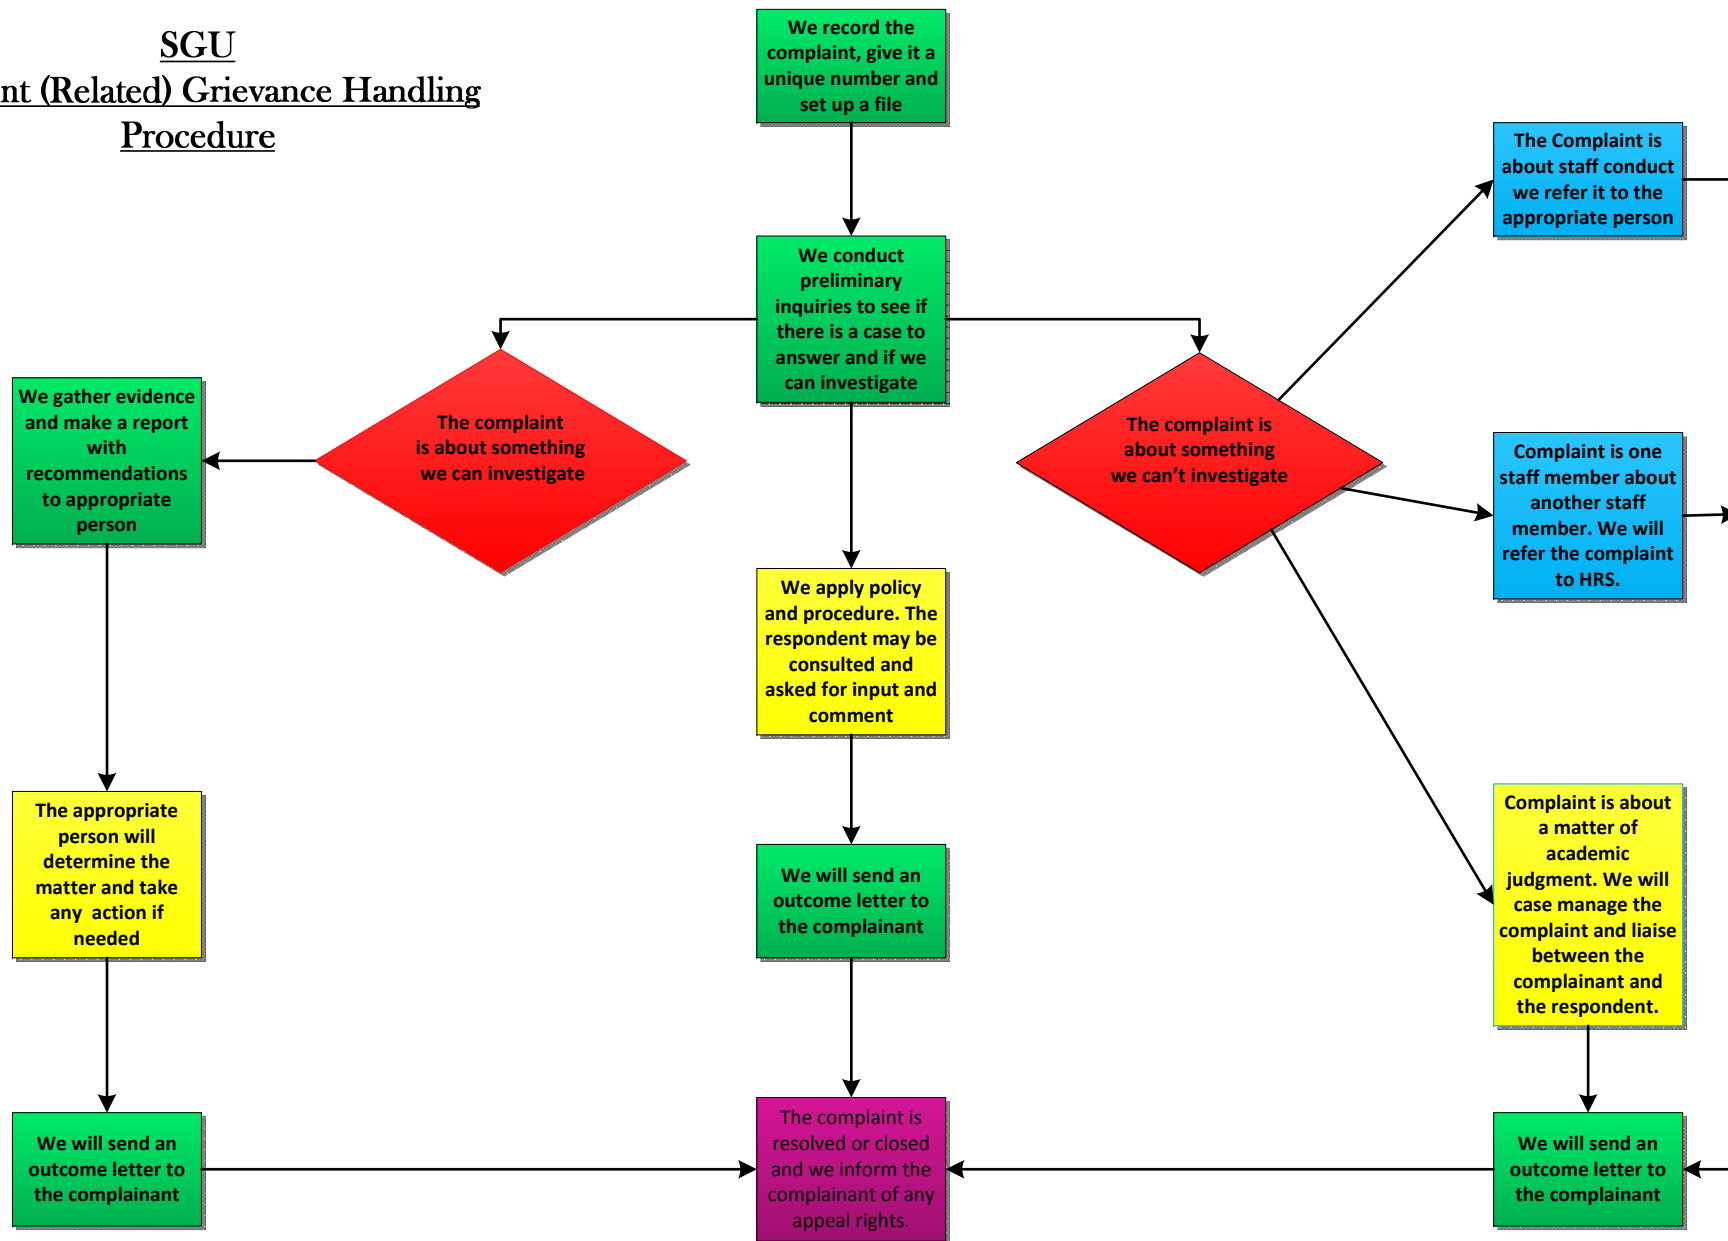 SGU
nt (Related) Grievance Handling
Procedure
We record the
complaint, give it a
unique number and
set up a file
The Complaint is
about staff conduct
we refer it to the
appropriate person
We conduct
preliminary
inquiries to see if
there is a case to
answer and if we
can investigate
We gather evidence
and make a report
with
recommendations
to appropriate
person
The complaint
is about something
we can investigate
The complaint is
about something
we can’t investigate
Complaint is one
staff member about
another staff
member. We will
refer the complaint
to HRS.
We apply policy
and procedure. The
respondent may be
consulted and
asked for input and
comment
The appropriate
person will
determine the
matter and take
any action if
needed
We will send an
outcome letter to
the complainant
Complaint is about
a matter of
academic
judgment. We will
case manage the
complaint and liaise
between the
complainant and
the respondent.
We will send an
outcome letter to
the complainant
The complaint is
resolved or closed
and we inform the
complainant of any
appeal rights.
We will send an
outcome letter to
the complainant